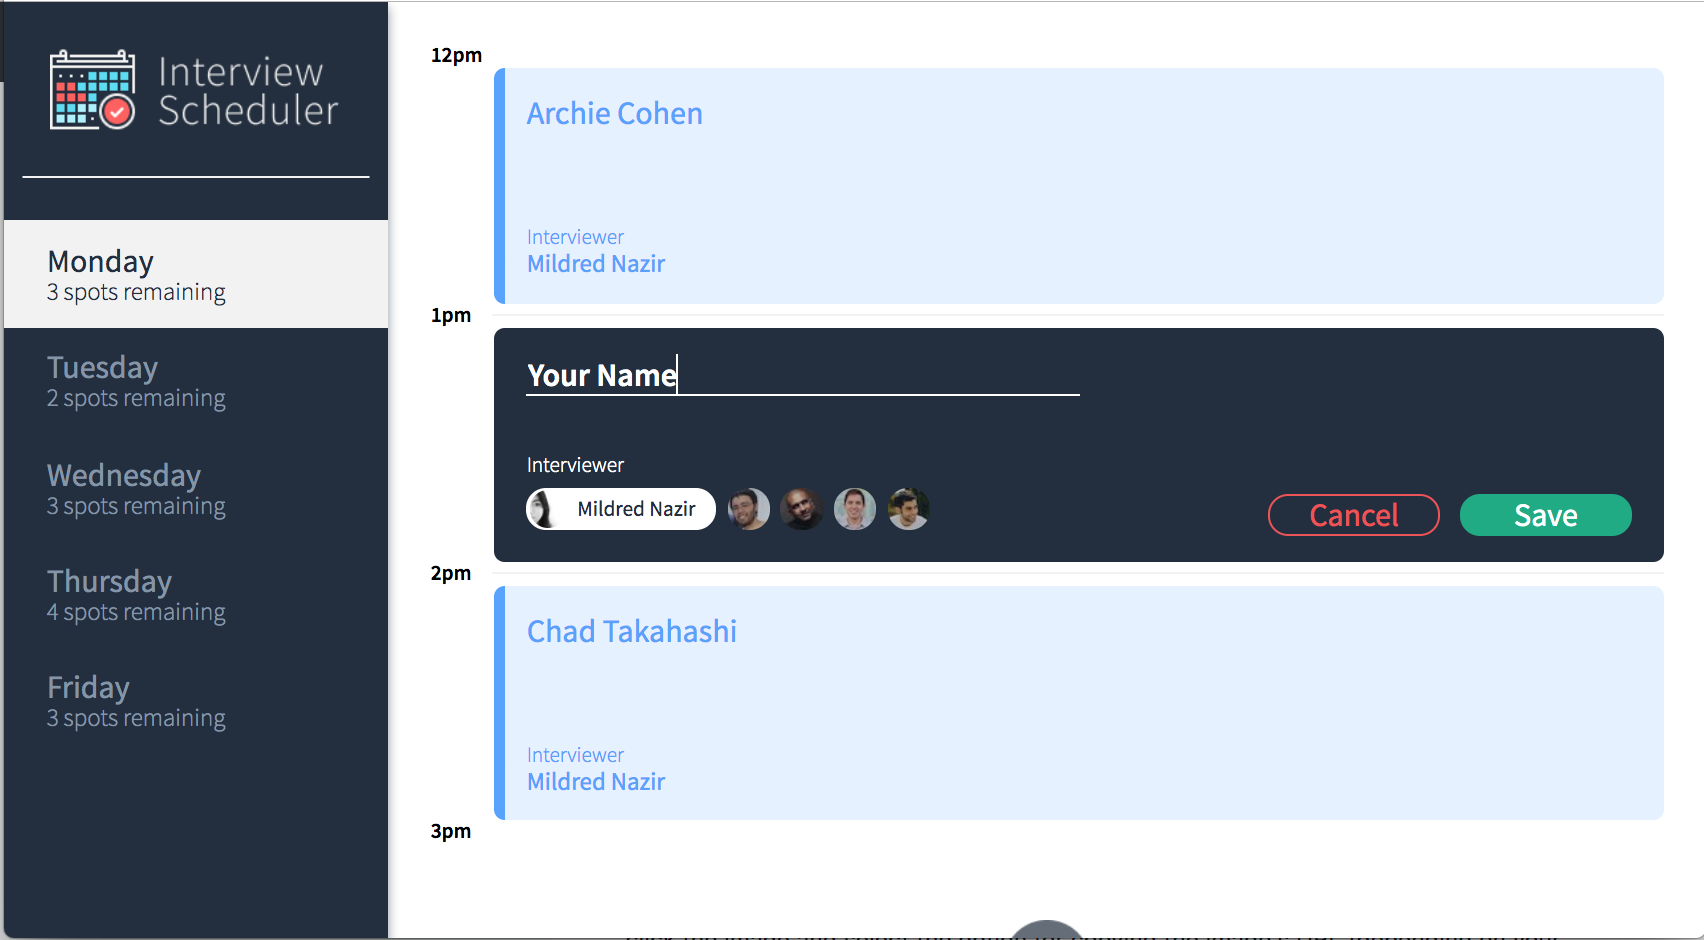 Interview
Scheduler
Monday
3 spots remaining
Tuesday
2 spots remaining
Wednesday
3 spots remaining
Thursday
4 spots remaining
Friday
3 spots remaining
12pm
Archie Cohen
Interviewer
Mildred Nazir
1pm
Your Name
Interviewer
Mildred Nazir
Cancel
Save
2pm
Chad Takahashi
Interviewer
Mildred Nazir
3pm